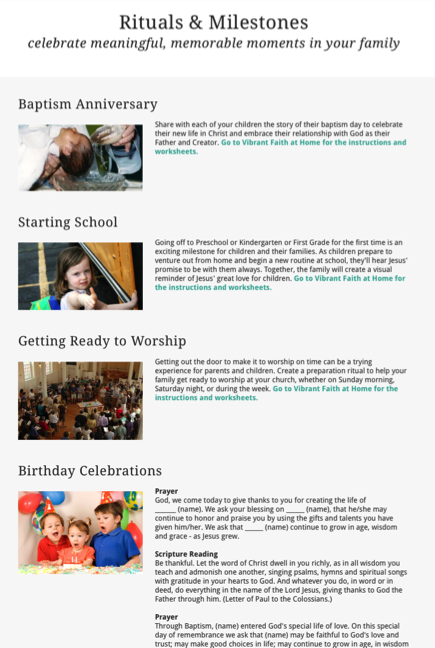 Rituals & Milestones
celebrate meaningful, memorable moments in your family
Baptism Anniversary
Share with each of your children the story of their baptism day to celebrate
their new life in Christ and embrace their relationship with God as their
Father and Creator. Go to Vibrant Faith at Home for the instructions and
worksheets.
Starting School
Going off to Preschool or Kindergarten or First Grade for the first time is an
exciting milestone for children and their families. As children prepare to
venture out from home and begin a new routine at school, they'll hear Jesus'
promise to be with them always. Together, the family will create a visual
reminder of Jesus' great love for children. Go to Vibrant Faith at Home for
the instructions and worksheets.
Getting Ready to Worship
Getting out the door to make it to worship on time can be a trying
experience for parents and children. Create a preparation ritual to help your
family get ready to worship at your church, whether on Sunday morning,
Saturday night, or during the week. Go to Vibrant Faith at Home for the
instructions and worksheets.
Birthday Celebrations
Prayer
God, we come today to give thanks to you for creating the life of
______ (name). We ask your blessing on _____ (name), that he/she may
continue to honor and praise you by using the gifts and talents you have
given him/her. We ask that _____ (name) continue to grow in age, wisdom
and grace - as Jesus grew.
Scripture Reading
Be thankful. Let the word of Christ dwell in you richly, as in all wisdom you
teach and admonish one another, singing psalms, hymns and spiritual songs
with gratitude in your hearts to God. And whatever you do, in word or in
deed, do everything in the name of the Lord Jesus, giving thanks to God the
Father through him. (Letter of Paul to the Colossians.)
Prayer
Through Baptism, (name) entered God's special life of love. On this special
day of remembrance we ask that (name) may be faithful to God's love and
trust; may make good choices in life; may continue to grow in age, in wisdom